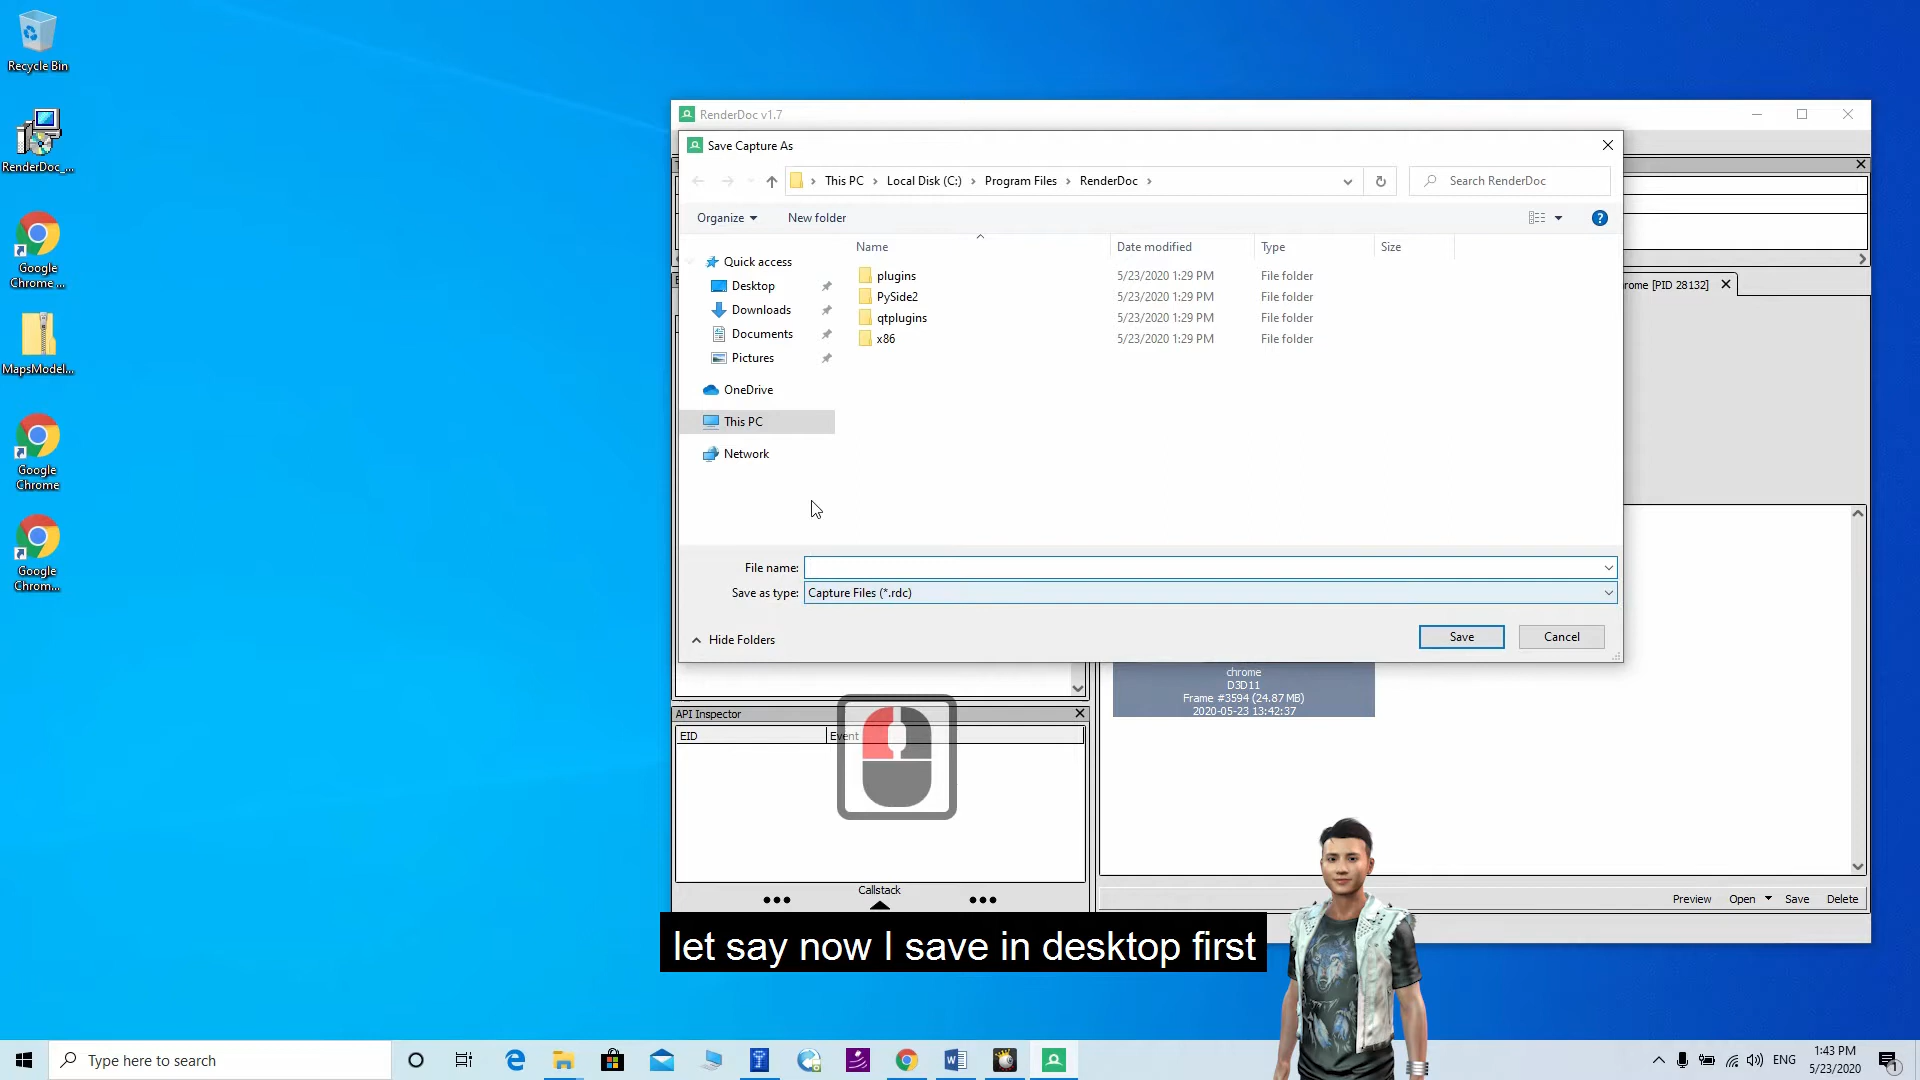 Recycle Bin
RenderDoc_...
Google
Chrome ...
MapsModel...
Google
Chrome
Google
Chrom...
RenderDoc v1.7
Save Capture As
This PC
Local Disk (C:)
Program Files
RenderDoc
Search RenderDoc
Organize
New folder
Name
Date modified
Type
Size
Quick access
Desktop
Downloads
Documents
Pictures
OneDrive
This PC
Network
plugins 5/23/2020 1:29 PM File folder
PySide2 5/23/2020 1:29 PM File folder
qtplugins 5/23/2020 1:29 PM File folder
x86 5/23/2020 1:29 PM File folder
File name:
Save as type: Capture Files (*.rdc)
Hide Folders
Save
Cancel
rome [PID 28132]
chrome
D3D11
Frame #3594 (24.87 MB)
2020-05-23 13:42:37
API Inspector
EID
Event
Callstack
Preview
Open
Save
Delete
let say now I save in desktop first
Type here to search
ENG
1:43 PM
5/23/2020
1